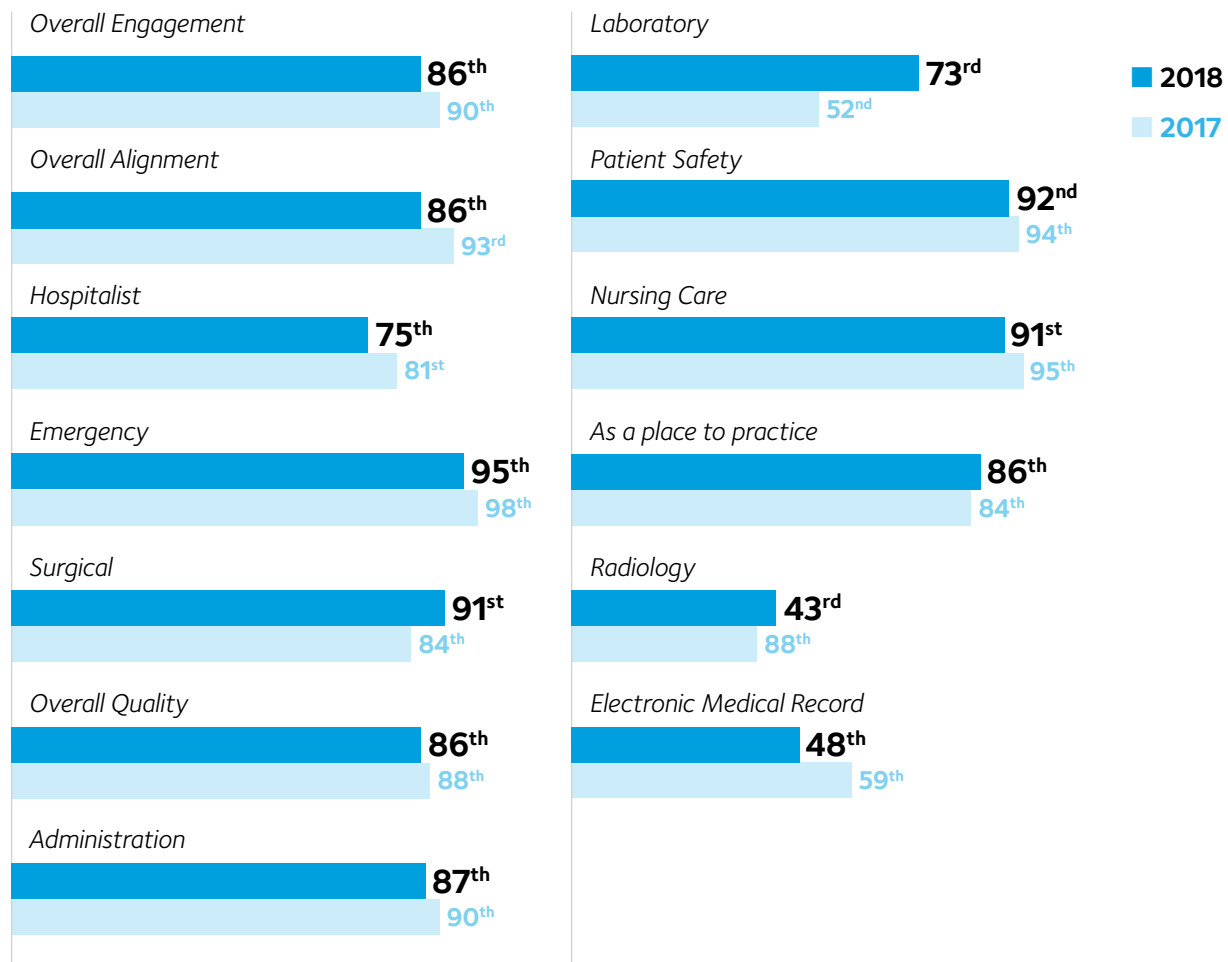 Overall Engagement
86th
90th
Overall Alignment
86th
93rd
Hospitalist
75th
81st
Emergency
95th
98th
Surgical
91st
84th
Overall Quality
86th
88th
Administration
87th
90th
Laboratory
73rd
52nd
Patient Safety
92nd
94th
Nursing Care
91st
95th
As a place to practice
86th
84th
Radiology
43rd
88th
Electronic Medical Record
48th
59th
2018
2017